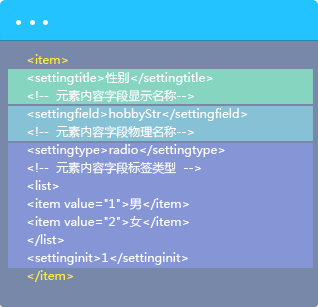 <item>
<settingtitle>性别</settingtitle>
<!-- 元素内容字段显示名称-->
<settingfield>hobbyStr</settingfield>
<!-- 元素内容字段物理名称-->
<settingtype>radio</settingtype>
<!-- 元素内容字段标签类型 -->
<list>
<item value="1">男</item>
<item value="2">女</item>
</list>
<settinginit>1</settinginit>
</item>